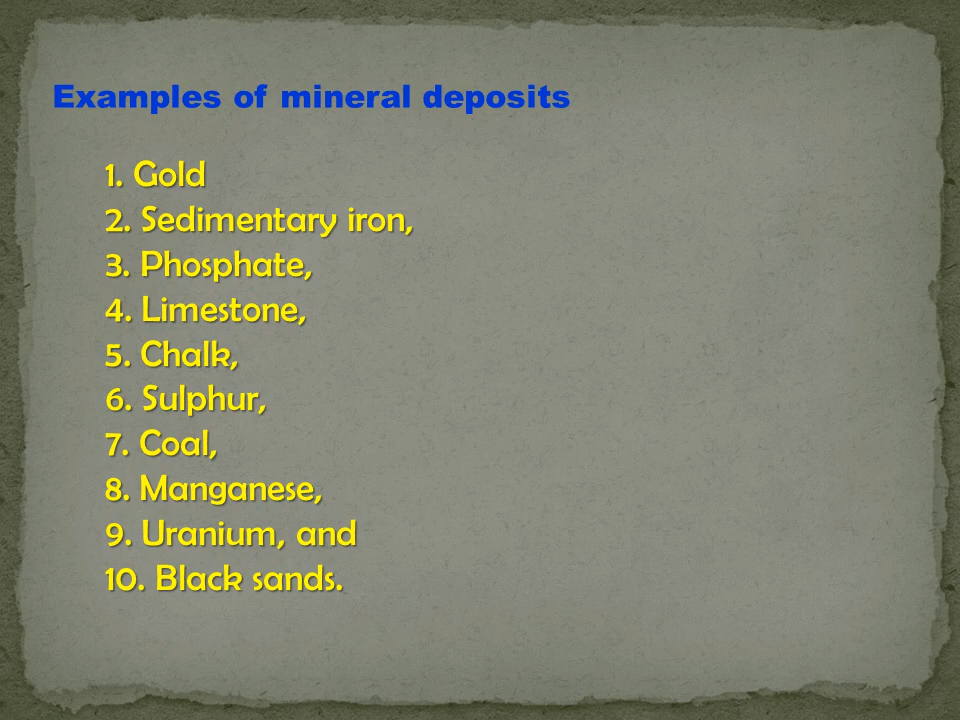 Examples of mineral deposits
1. Gold
2. Sedimentary iron,
3. Phosphate,
4. Limestone,
5. Chalk,
6. Sulphur,
7. Coal,
8. Manganese,
9. Uranium, and
10. Black sands.